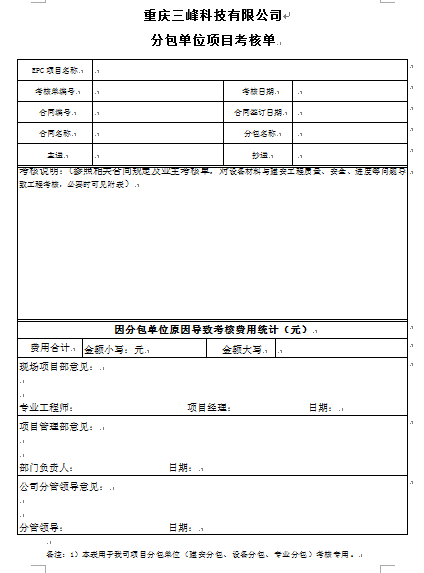 重庆三峰科技有限公司
分包单位项目考核单
EPC 项目名称
考核单编号 考核日期
合同编号 合同签订日期
合同名称 分包名称
主送 抄送
考核说明：（参照相关合同规定及业主考核单，对设备材料与建安工程质量、安全、进度等问题导
致工程考核，必要时可见附表）
因分包单位原因导致考核费用统计（元）
费用合计 金额小写：元 金额大写
现场项目部意见：
专业工程师： 项目经理： 日期：
项目管理部意见：
部门负责人： 日期：
公司分管领导意见：
分管领导： 日期：
备注：1）本表用于我司项目分包单位（建安分包、设备分包、专业分包）考核专用。